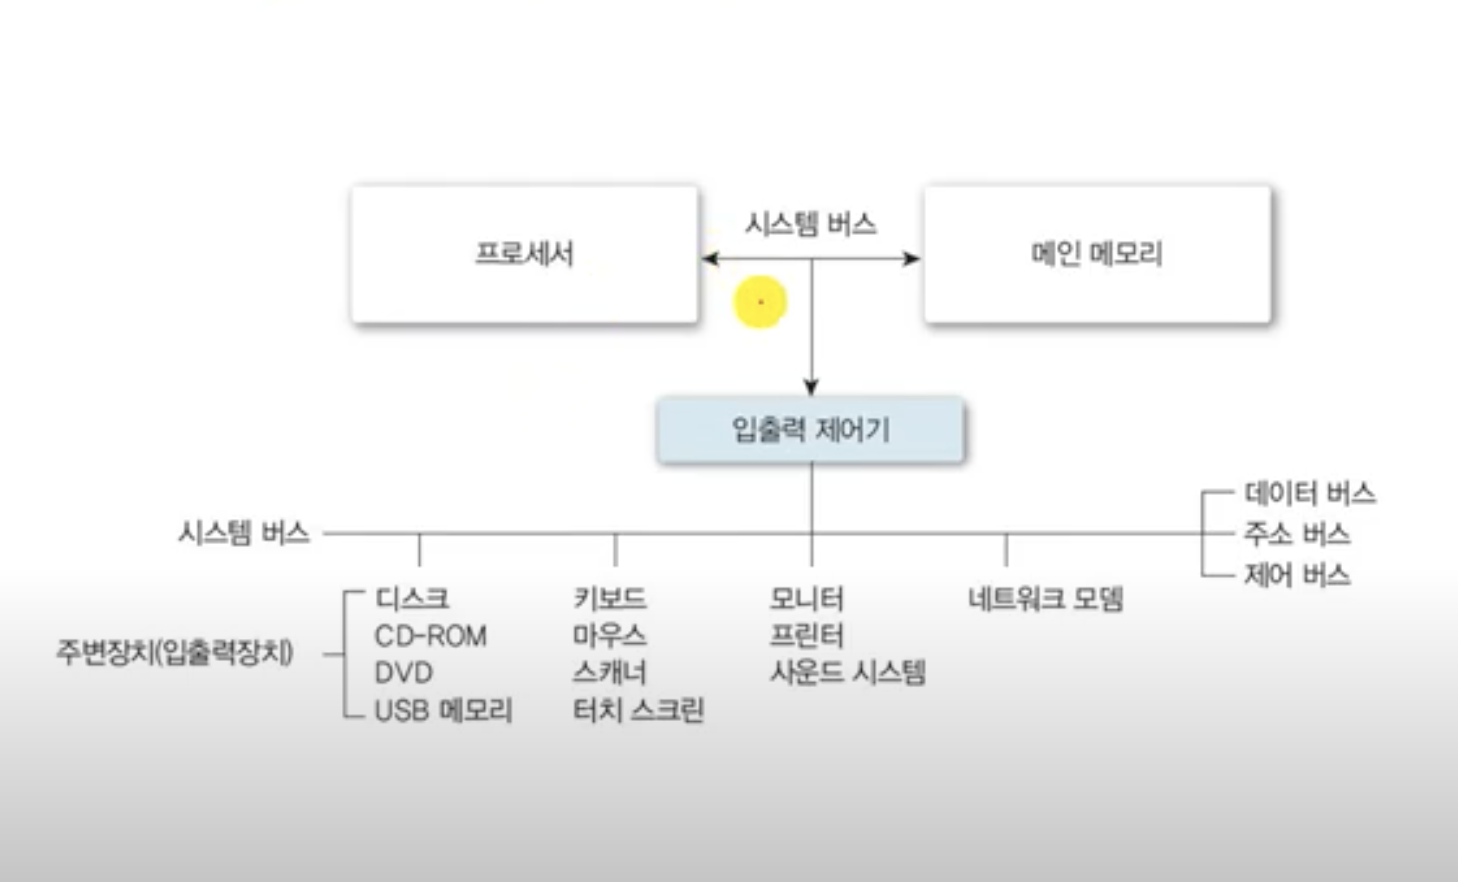 시스템 버스
프로세서
메인 메모리
입출력 제어기
데이터 버스
시스템 버스
주소 버스
제어 버스
주변장치(입출력장치)
디스크
CD-ROM
DVD
USB 메모리
키보드
마우스
스캐너
터치 스크린
모니터
프린터
사운드 시스템
네트워크 모뎀